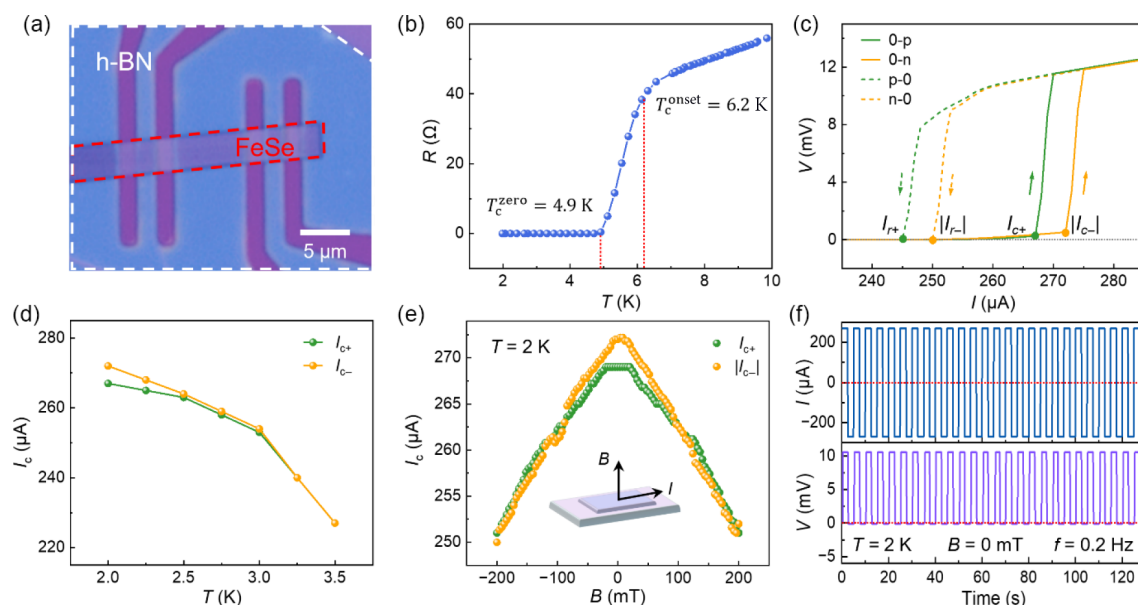 (a)
h-BN
FeSe
5 μm
(b)
60
40
20
0
R (Ω)
T_c^zero = 4.9 K
T_c^onset = 6.2 K
2
4
6
8
10
T (K)
(c)
0-p
0-n
p-0
n-0
12
8
4
0
V (mV)
I_r+
|I_r−|
I_c+
|I_c−|
240
250
260
270
280
I (μA)
(d)
I_c+
I_c−
280
260
240
220
I_c (μA)
2.0
2.5
3.0
3.5
T (K)
(e)
T = 2 K
I_c+
|I_c−|
270
265
260
255
250
I_c (μA)
B
I
−200
−100
0
100
200
B (mT)
(f)
200
0
−200
I (μA)
10
5
0
−5
V (mV)
T = 2 K B = 0 mT f = 0.2 Hz
0
20
40
60
80
100
120
Time (s)